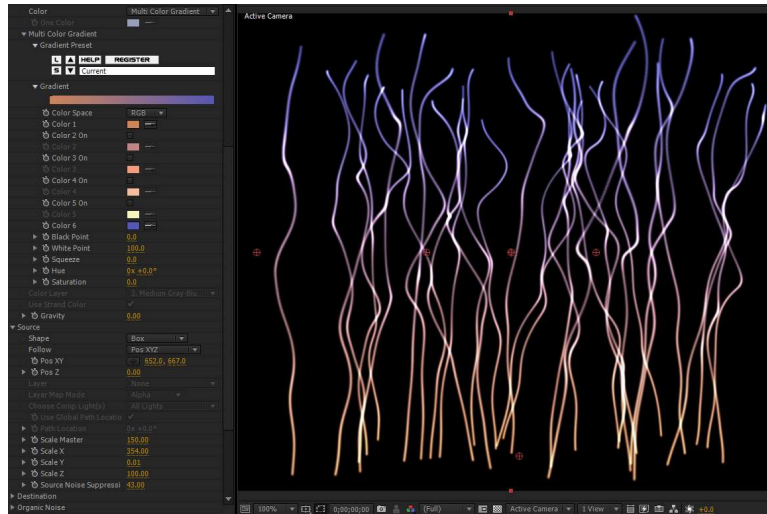 Color Multi Color Gradient
One Color
Multi Color Gradient
Gradient Preset
L HELP REGISTER
S Current
Gradient
Color Space RGB
Color 1
Color 2 On
Color 2
Color 3 On
Color 3
Color 4 On
Color 4
Color 5 On
Color 5
Color 6
Black Point 0.0
White Point 100.0
Squeeze 0.0
Hue 0x +0.0°
Saturation 0.0
Color Layer 2. Medium Gray-Blu
Use Strand Color
Gravity 0.00
Source
Shape Box
Follow Pos XYZ
Pos XY 652.0, 667.0
Pos Z 0.00
Layer None
Layer Map Mode Alpha
Choose Comp Light(s) All Lights
Use Global Path Locatio
Path Location 0x +0.0°
Scale Master 150.00
Scale X 354.00
Scale Y 0.01
Scale Z 100.00
Source Noise Suppressi 43.00
Destination
Organic Noise
Active Camera
100% 0;00;00;00 (Full) Active Camera 1 View +0.0